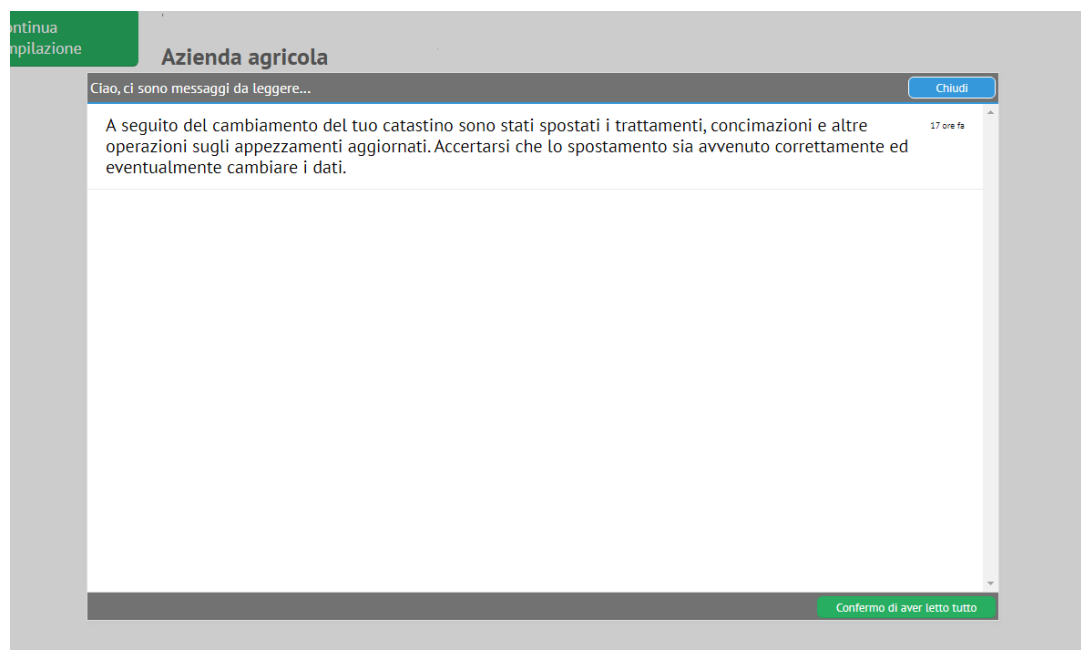 ontinua
mpilazione
Azienda agricola
Ciao, ci sono messaggi da leggere...
Chiudi
A seguito del cambiamento del tuo catastino sono stati spostati i trattamenti, concimazioni e altre
17 ore fa
operazioni sugli appezzamenti aggiornati. Accertarsi che lo spostamento sia avvenuto correttamente ed
eventualmente cambiare i dati.
Confermo di aver letto tutto